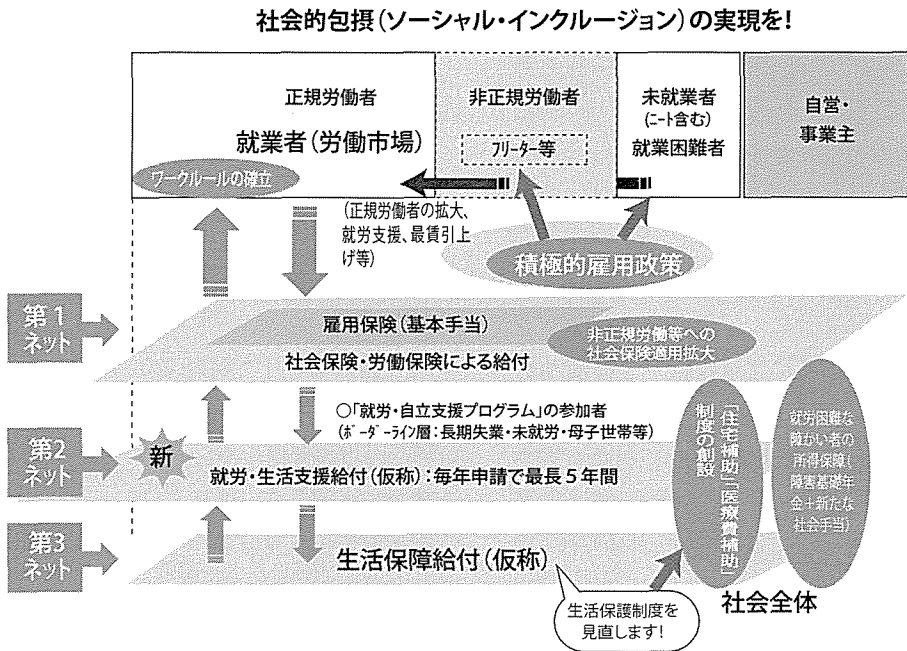 社会的包摂(ソーシャル・インクルージョン)の実現を!
正規労働者
就業者(労働市場)
ワークルールの確立
非正規労働者
フリーター等
未就業者
(ニート含む)
就業困難者
自営・
事業主
(正規労働者の拡大、
就労支援、最賃引上
げ等)
積極的雇用政策
第1
ネット
雇用保険(基本手当)
社会保険・労働保険による給付
非正規労働等への
社会保険適用拡大
○「就労・自立支援プログラム」の参加者
(ボーダーライン層:長期失業・未就労・母子世帯等)
第2
ネット
新
就労・生活支援給付(仮称):毎年申請で最長5年間
第3
ネット
生活保障給付(仮称)
生活保護制度を
見直します!
「住宅補助」「医療費補助」
制度の創設
就労困難な
障がい者の
所得保障(
障害基礎年
金+新たな
社会手当)
社会全体